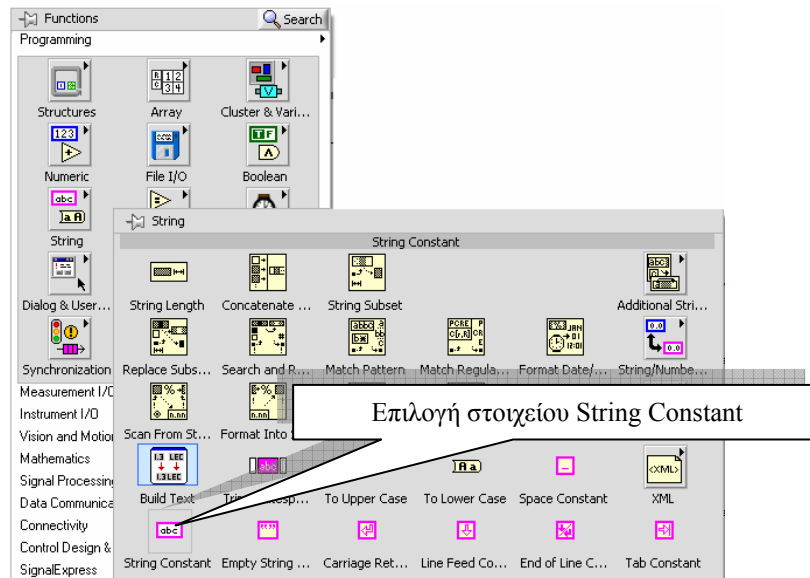 Functions
Search
Programming
Structures
Array
Cluster & Vari...
Numeric
File I/O
Boolean
String
String
String Constant
String Length
Concatenate ...
String Subset
Additional Stri...
Dialog & User...
Replace Subs...
Search and R...
Match Pattern
Match Regula...
Format Date/...
String/Numbe...
Synchronization
Measurement I/O
Instrument I/O
Vision and Motion
Mathematics
Signal Processing
Data Communica
Connectivity
Control Design &
SignalExpress
Επιλογή στοιχείου String Constant
Scan From St...
Format Into
Build Text
To Upper Case
To Lower Case
Space Constant
XML
String Constant
Empty String ...
Carriage Ret...
Line Feed Co...
End of Line C...
Tab Constant